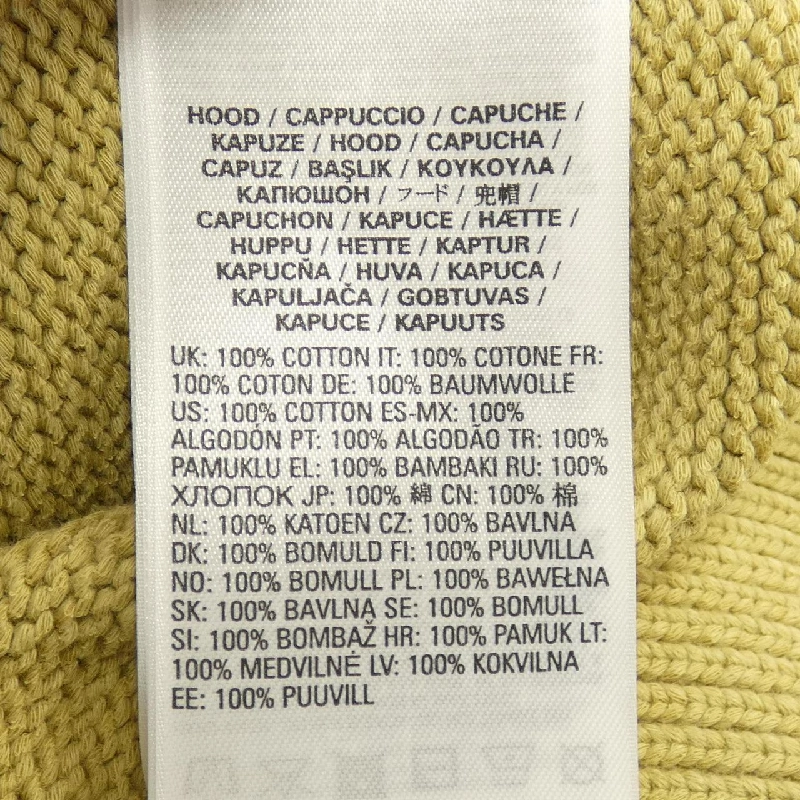 HOOD / CAPPUCCIO / CAPUCHE /
KAPUZE / HOOD / CAPUCHA /
CAPUZ / BAŞLIK / ΚΟΥΚΟΥΛΑ /
КАПЮШОН / フード / 兜帽 /
CAPUCHON / KAPUCE / HÆTTE /
HUPPU / HETTE / KAPTUR /
KAPUCŇA / HUVA / KAPUCA /
KAPULJAČA / GOBTUVAS /
KAPUCE / KAPUUTS
UK: 100% COTTON IT: 100% COTONE FR:
100% COTON DE: 100% BAUMWOLLE
US: 100% COTTON ES-MX: 100%
ALGODÓN PT: 100% ALGODÃO TR: 100%
PAMUKLU EL: 100% ΒΑΜΒΑΚΙ RU: 100%
ХЛОПОК JP: 100% 綿 CN: 100% 棉
NL: 100% KATOEN CZ: 100% BAVLNA
DK: 100% BOMULD FI: 100% PUUVILLA
NO: 100% BOMULL PL: 100% BAWEŁNA
SK: 100% BAVLNA SE: 100% BOMULL
SI: 100% BOMBAŽ HR: 100% PAMUK LT:
100% MEDVILNĖ LV: 100% KOKVILNA
EE: 100% PUUVILL